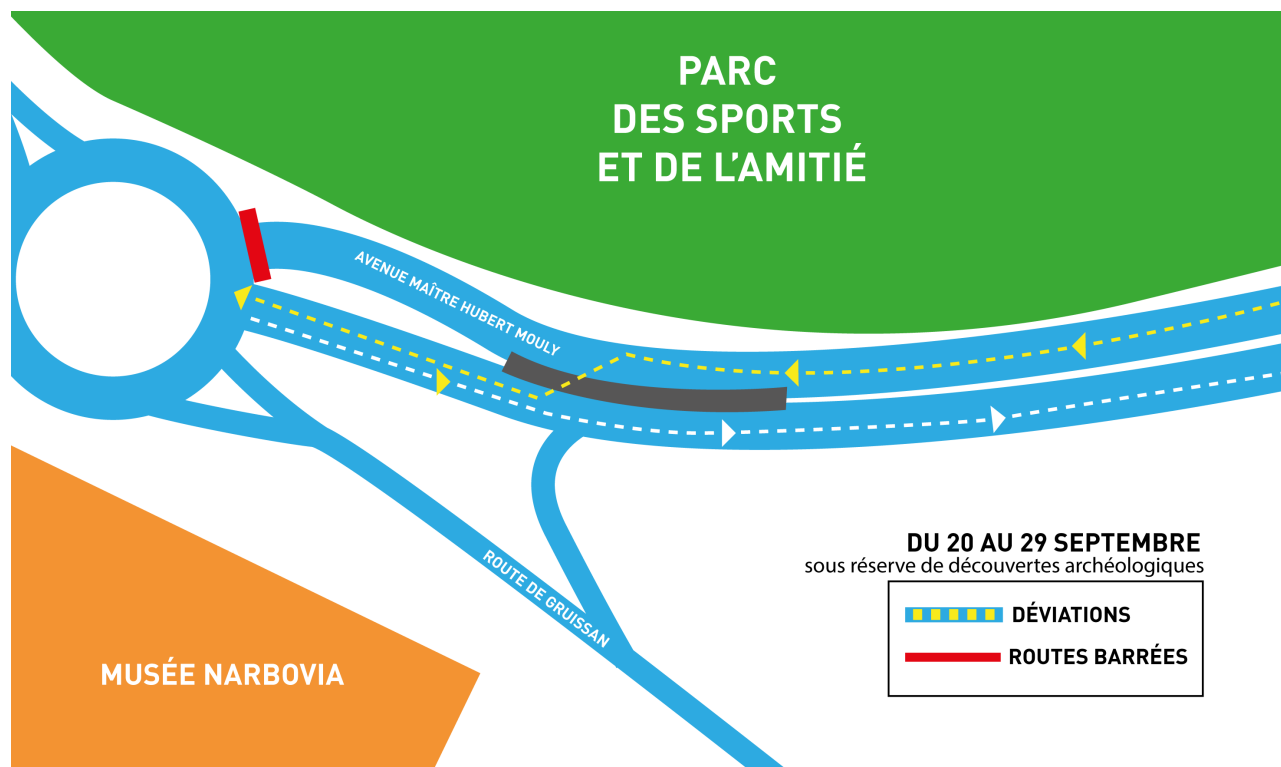 PARC
DES SPORTS
ET DE L'AMITIÉ
AVENUE MAÎTRE HUBERT MOULY
ROUTE DE GRUISSAN
MUSÉE NARBOVIA
DU 20 AU 29 SEPTEMBRE
sous réserve de découvertes archéologiques
DÉVIATIONS
ROUTES BARRÉES